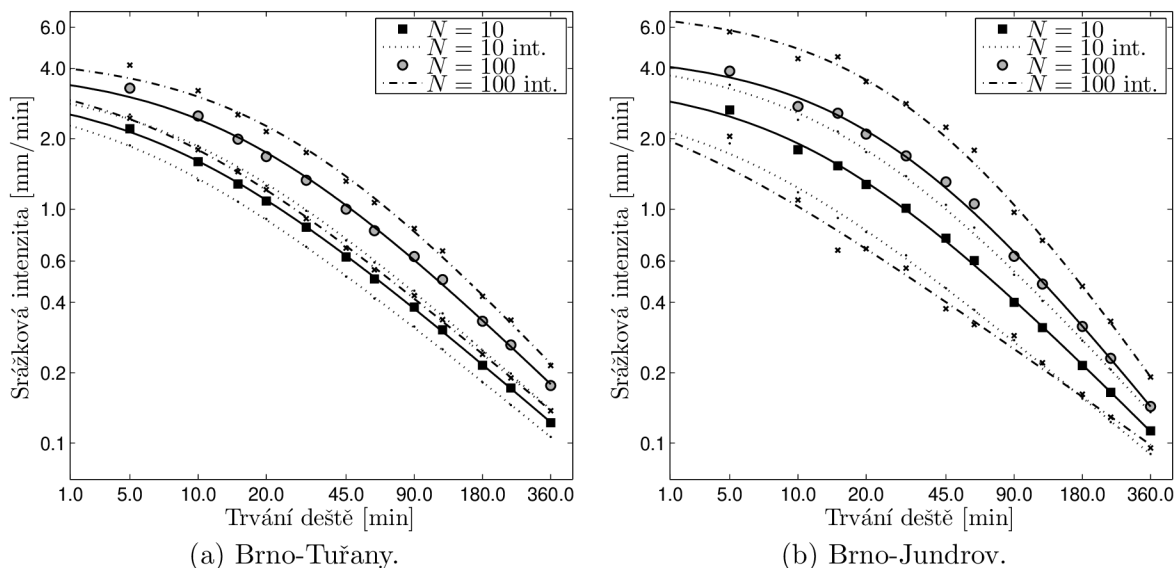 6.0
4.0
2.0
1.0
0.6
0.4
0.2
0.1
Srážková intenzita [mm/min]
N = 10
N = 10 int.
N = 100
N = 100 int.
1.0 5.0 10.0 20.0 45.0 90.0 180.0 360.0
Trvání deště [min]
(a) Brno-Tuřany.
6.0
4.0
2.0
1.0
0.6
0.4
0.2
0.1
Srážková intenzita [mm/min]
N = 10
N = 10 int.
N = 100
N = 100 int.
1.0 5.0 10.0 20.0 45.0 90.0 180.0 360.0
Trvání deště [min]
(b) Brno-Jundrov.